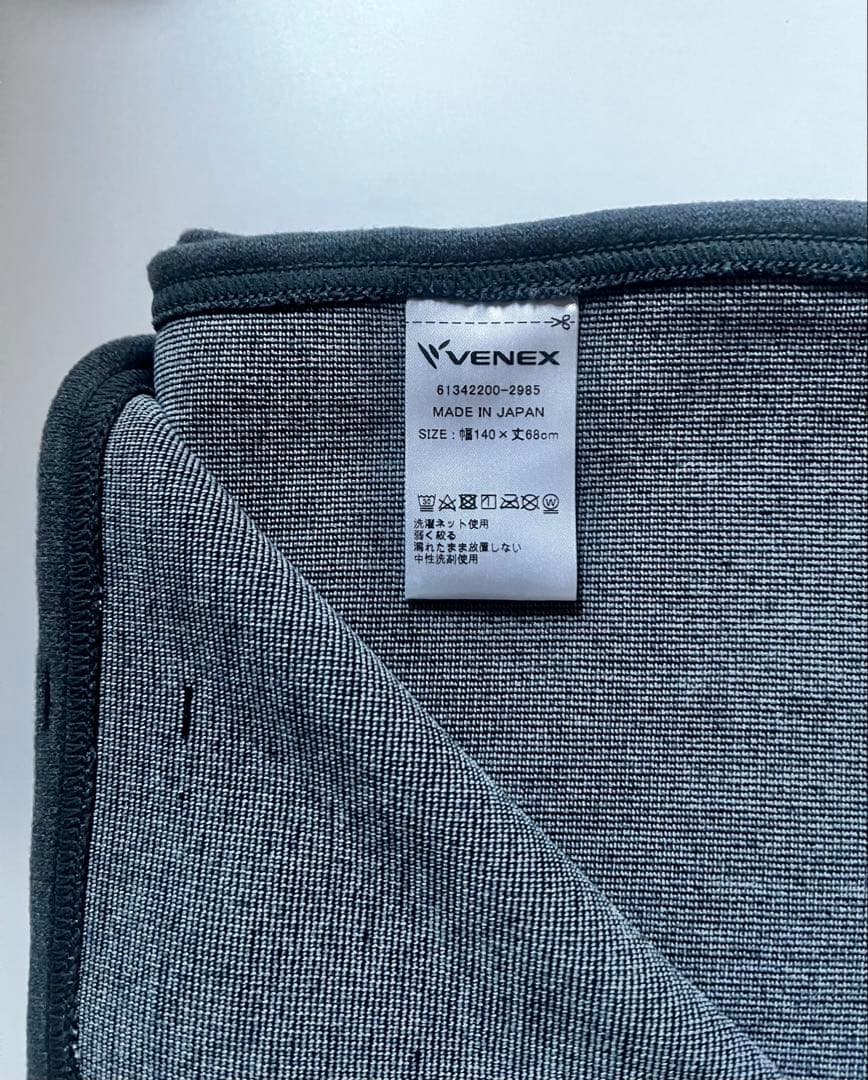 VENEX
61342200-2985
MADE IN JAPAN
SIZE : 幅140×丈68cm
洗濯ネット使用
弱く絞る
濡れたまま放置しない
中性洗剤使用